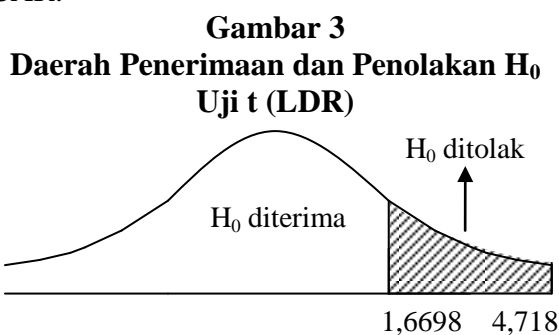 Gambar 3
Daerah Penerimaan dan Penolakan H₀
Uji t (LDR)
H₀ ditolak
H₀ diterima
1,6698 4,718